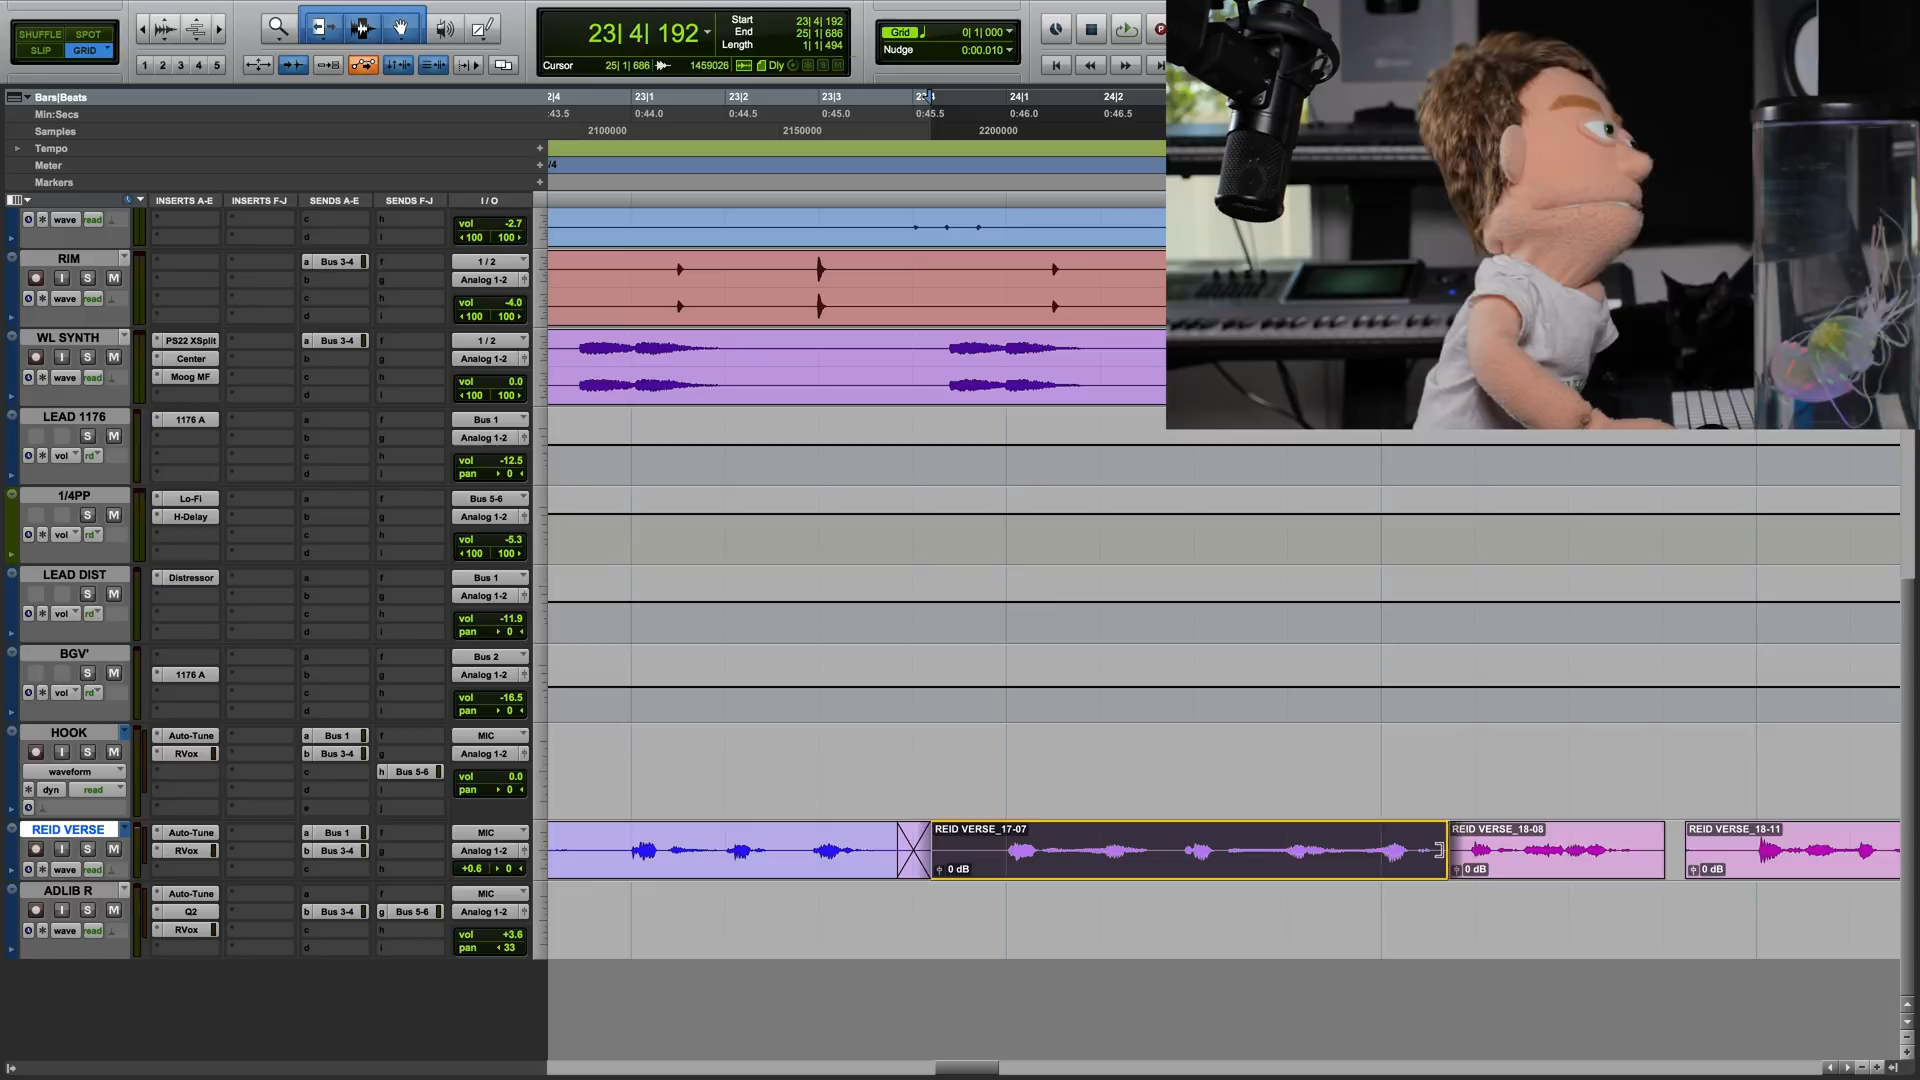 SHUFFLE SPOT
SLIP GRID
1 2 3 4 5
23| 4| 192
Start 23| 4| 192
End 25| 1| 686
Length 1| 1| 494
Cursor 25| 1| 686 1459026 Dly
Grid 0| 1| 000
Nudge 0:00.010
Bars|Beats
2|4 23|1 23|2 23|3 24|1 24|2
Min:Secs
:43.5 0:44.0 0:44.5 0:45.0 0:45.5 0:46.0 0:46.5
Samples
2100000 2150000 2200000
Tempo
Meter
/4
Markers
INSERTS A-E INSERTS F-J SENDS A-E SENDS F-J I / O
wave read c h vol -2.7
d i 100 100
RIM a Bus 3-4 f 1 / 2
I S M b g Analog 1-2
wave read c h vol -4.0
d i 100 100
WL SYNTH PS22 XSplit a Bus 3-4 f 1 / 2
I S M Center b g Analog 1-2
wave read Moog MF c h vol 0.0
d i 100 100
LEAD 1176 1176 A a f Bus 1
S M b g Analog 1-2
vol rd c h vol -12.5
d i pan 0
1/4PP Lo-Fi a f Bus 5-6
S M H-Delay b g Analog 1-2
vol rd c h vol -5.3
d i 100 100
LEAD DIST Distressor a f Bus 1
S M b g Analog 1-2
vol rd c h vol -11.9
d i pan 0
BGV' a f Bus 2
S M 1176 A b g Analog 1-2
vol rd c h vol -16.5
d i pan 0
HOOK Auto-Tune a Bus 1 f MIC
I S M RVox b Bus 3-4 g Analog 1-2
waveform c h Bus 5-6 vol 0.0
dyn read d i pan 0
e j
REID VERSE Auto-Tune a Bus 1 f MIC
I S M RVox b Bus 3-4 g Analog 1-2
wave read c h +0.6 0
REID VERSE_17-07 REID VERSE_18-08 REID VERSE_18-11
0 dB 0 dB 0 dB
ADLIB R Auto-Tune a f MIC
I S M Q2 b Bus 3-4 g Bus 5-6 Analog 1-2
wave read RVox c h vol +3.6
d i pan 33